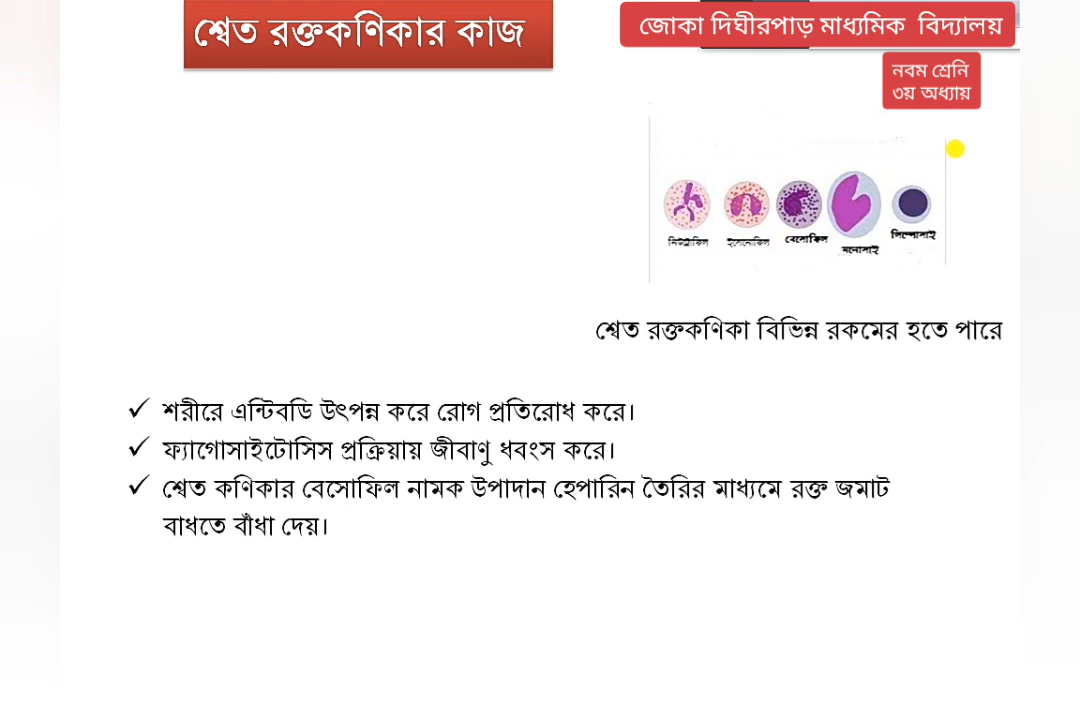 শ্বেত রক্তকণিকার কাজ
জোকা দিঘীরপাড় মাধ্যমিক বিদ্যালয়
নবম শ্রেনি
৩য় অধ্যায়
বেসোফিল
শ্বেত রক্তকণিকা বিভিন্ন রকমের হতে পারে
✓ শরীরে এন্টিবডি উৎপন্ন করে রোগ প্রতিরোধ করে।
✓ ফ্যাগোসাইটোসিস প্রক্রিয়ায় জীবাণু ধবংস করে।
✓ শ্বেত কণিকার বেসোফিল নামক উপাদান হেপারিন তৈরির মাধ্যমে রক্ত জমাট
বাধতে বাঁধা দেয়।